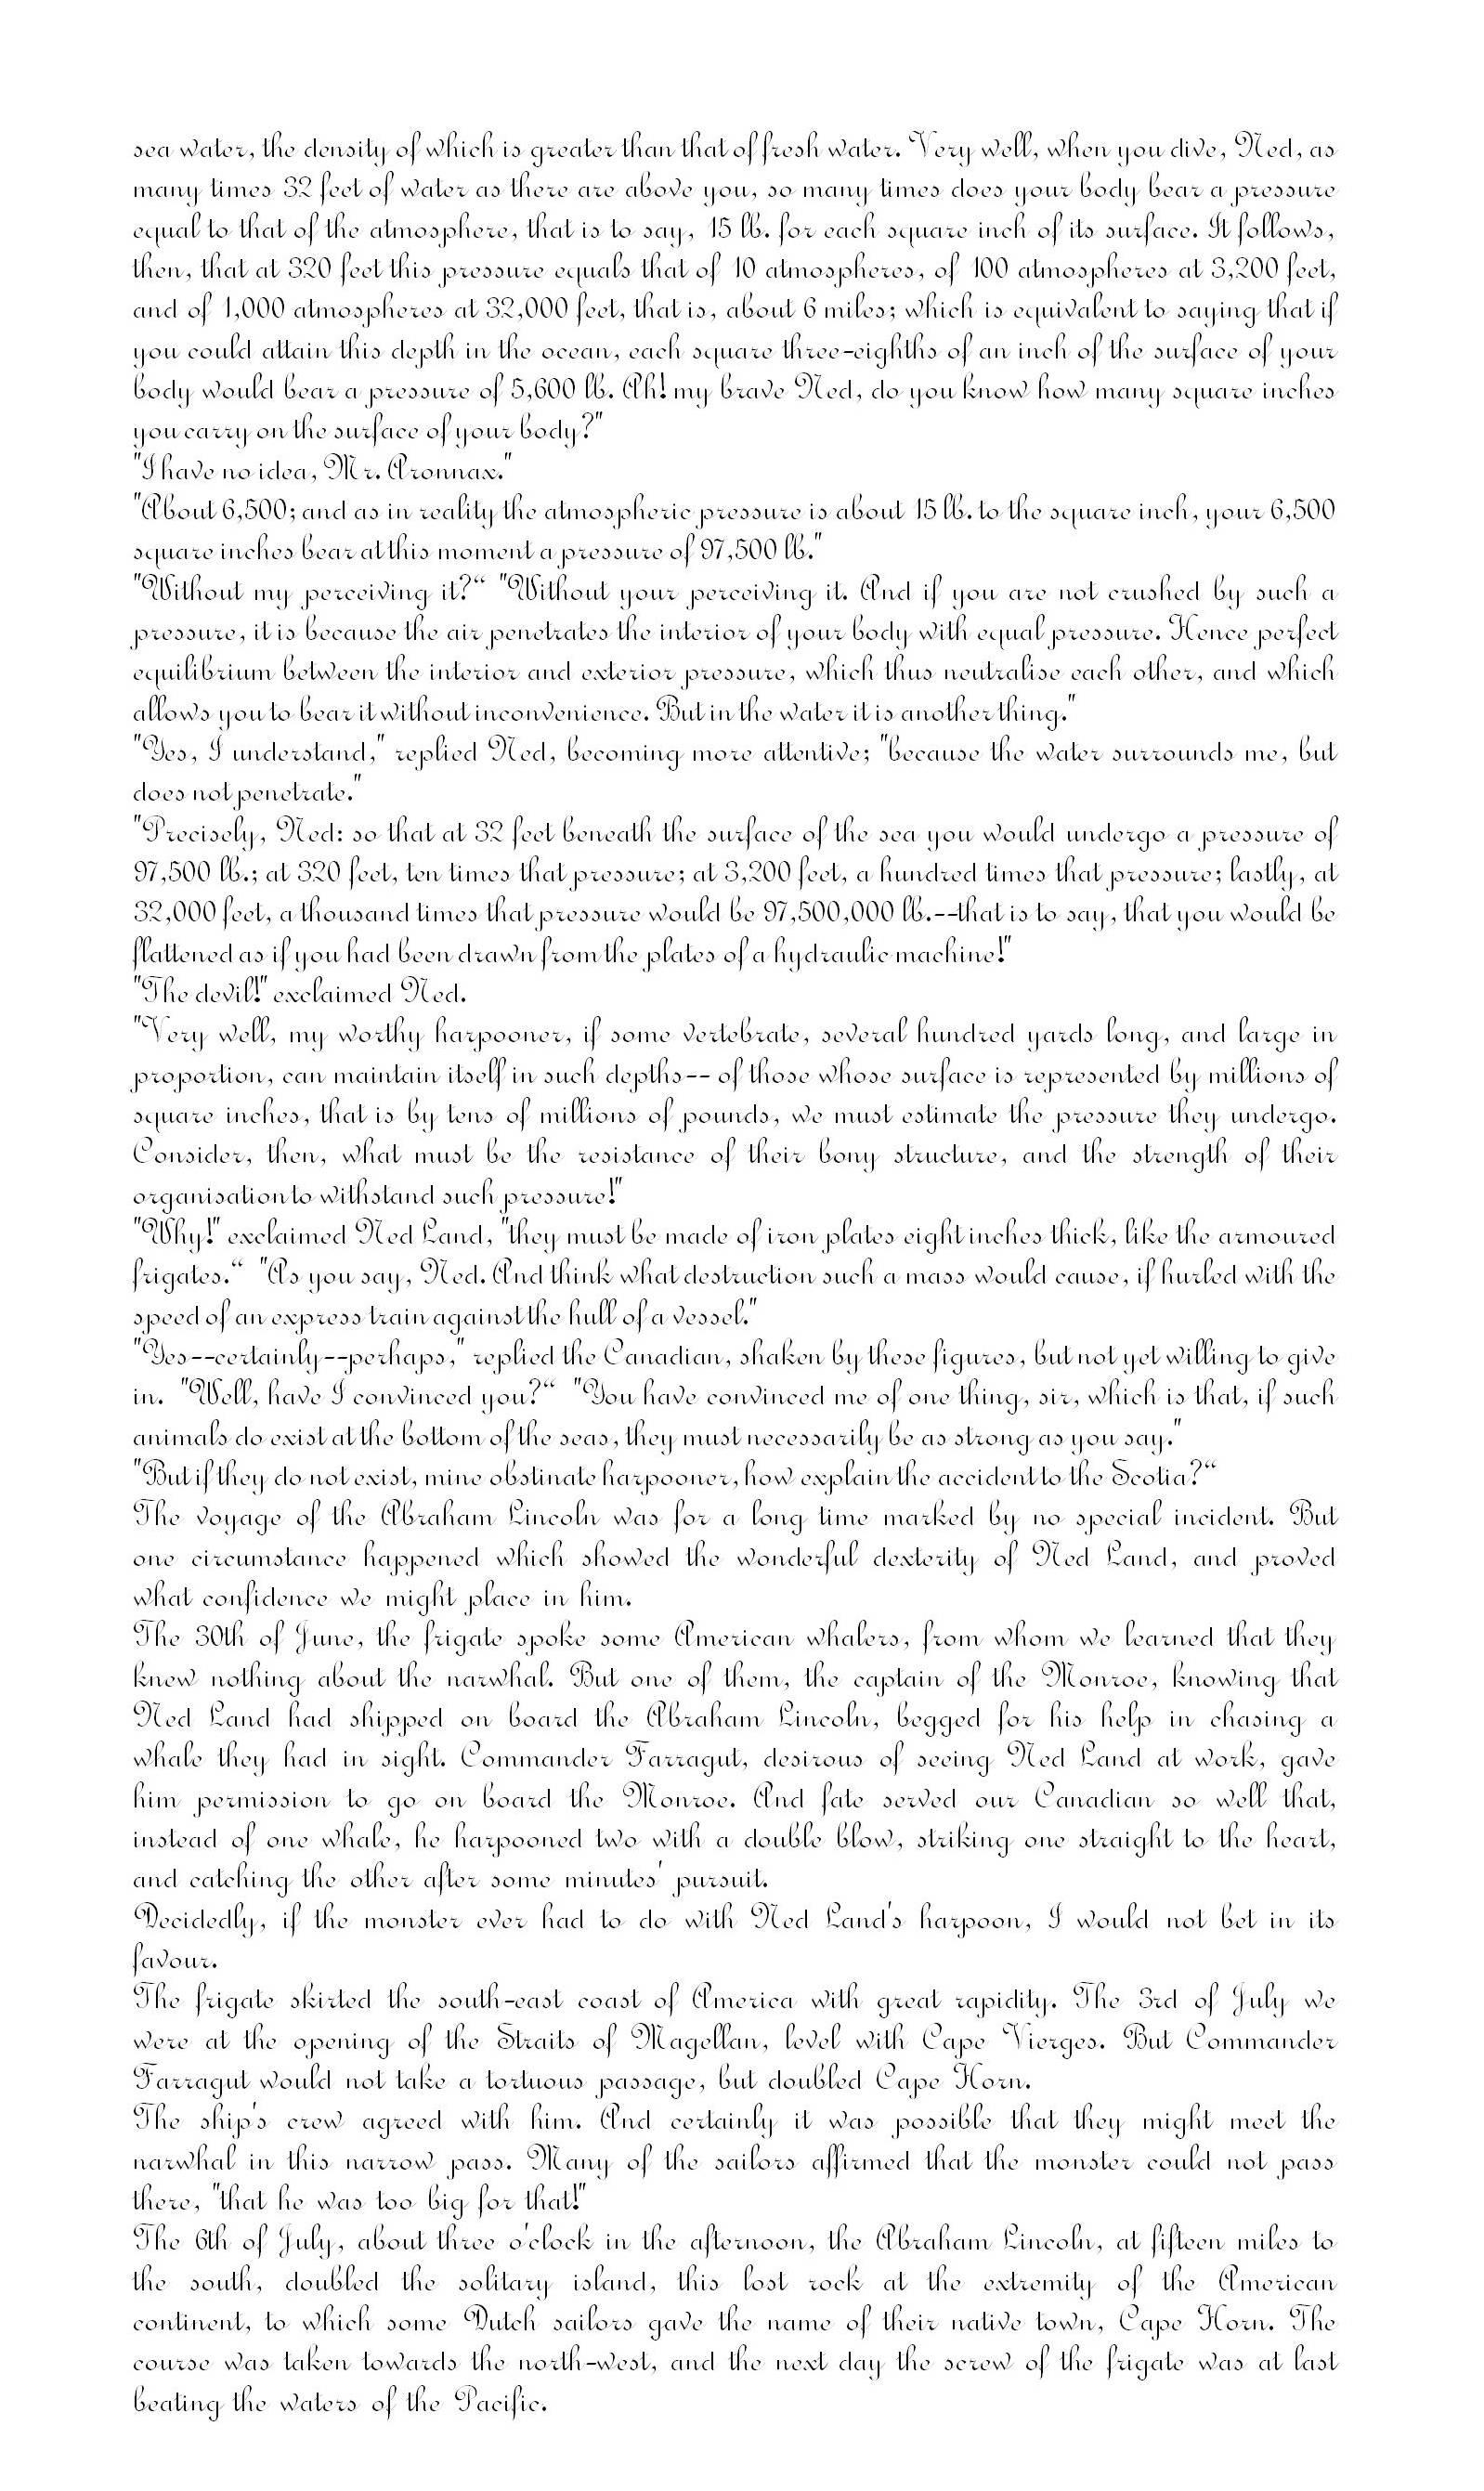 sea water, the density of which is greater than that of fresh water. Very well, when you dive, Ned, as
many times 32 feet of water as there are above you, so many times does your body bear a pressure
equal to that of the atmosphere, that is to say, 15 lb. for each square inch of its surface. It follows,
then, that at 320 feet this pressure equals that of 10 atmospheres, of 100 atmospheres at 3,200 feet,
and of 1,000 atmospheres at 32,000 feet, that is, about 6 miles; which is equivalent to saying that if
you could attain this depth in the ocean, each square three-eighths of an inch of the surface of your
body would bear a pressure of 5,600 lb. Ah! my brave Ned, do you know how many square inches
you carry on the surface of your body?"
"I have no idea, Mr. Aronnax."
"About 6,500; and as in reality the atmospheric pressure is about 15 lb. to the square inch, your 6,500
square inches bear at this moment a pressure of 97,500 lb."
"Without my perceiving it?“ "Without your perceiving it. And if you are not crushed by such a
pressure, it is because the air penetrates the interior of your body with equal pressure. Hence perfect
equilibrium between the interior and exterior pressure, which thus neutralise each other, and which
allows you to bear it without inconvenience. But in the water it is another thing."
"Yes, I understand," replied Ned, becoming more attentive; "because the water surrounds me, but
does not penetrate."
"Precisely, Ned: so that at 32 feet beneath the surface of the sea you would undergo a pressure of
97,500 lb.; at 320 feet, ten times that pressure; at 3,200 feet, a hundred times that pressure; lastly, at
32,000 feet, a thousand times that pressure would be 97,500,000 lb.--that is to say, that you would be
flattened as if you had been drawn from the plates of a hydraulic machine!"
"The devil!" exclaimed Ned.
"Very well, my worthy harpooner, if some vertebrate, several hundred yards long, and large in
proportion, can maintain itself in such depths-- of those whose surface is represented by millions of
square inches, that is by tens of millions of pounds, we must estimate the pressure they undergo.
Consider, then, what must be the resistance of their bony structure, and the strength of their
organisation to withstand such pressure!"
"Why!" exclaimed Ned Land, "they must be made of iron plates eight inches thick, like the armoured
frigates.“ "As you say, Ned. And think what destruction such a mass would cause, if hurled with the
speed of an express train against the hull of a vessel."
"Yes--certainly--perhaps," replied the Canadian, shaken by these figures, but not yet willing to give
in. "Well, have I convinced you?“ "You have convinced me of one thing, sir, which is that, if such
animals do exist at the bottom of the seas, they must necessarily be as strong as you say."
"But if they do not exist, mine obstinate harpooner, how explain the accident to the Scotia?“
The voyage of the Abraham Lincoln was for a long time marked by no special incident. But
one circumstance happened which showed the wonderful dexterity of Ned Land, and proved
what confidence we might place in him.
The 30th of June, the frigate spoke some American whalers, from whom we learned that they
knew nothing about the narwhal. But one of them, the captain of the Monroe, knowing that
Ned Land had shipped on board the Abraham Lincoln, begged for his help in chasing a
whale they had in sight. Commander Farragut, desirous of seeing Ned Land at work, gave
him permission to go on board the Monroe. And fate served our Canadian so well that,
instead of one whale, he harpooned two with a double blow, striking one straight to the heart,
and catching the other after some minutes' pursuit.
Decidedly, if the monster ever had to do with Ned Land's harpoon, I would not bet in its
favour.
The frigate skirted the south-east coast of America with great rapidity. The 3rd of July we
were at the opening of the Straits of Magellan, level with Cape Vierges. But Commander
Farragut would not take a tortuous passage, but doubled Cape Horn.
The ship's crew agreed with him. And certainly it was possible that they might meet the
narwhal in this narrow pass. Many of the sailors affirmed that the monster could not pass
there, "that he was too big for that!"
The 6th of July, about three o'clock in the afternoon, the Abraham Lincoln, at fifteen miles to
the south, doubled the solitary island, this lost rock at the extremity of the American
continent, to which some Dutch sailors gave the name of their native town, Cape Horn. The
course was taken towards the north-west, and the next day the screw of the frigate was at last
beating the waters of the Pacific.